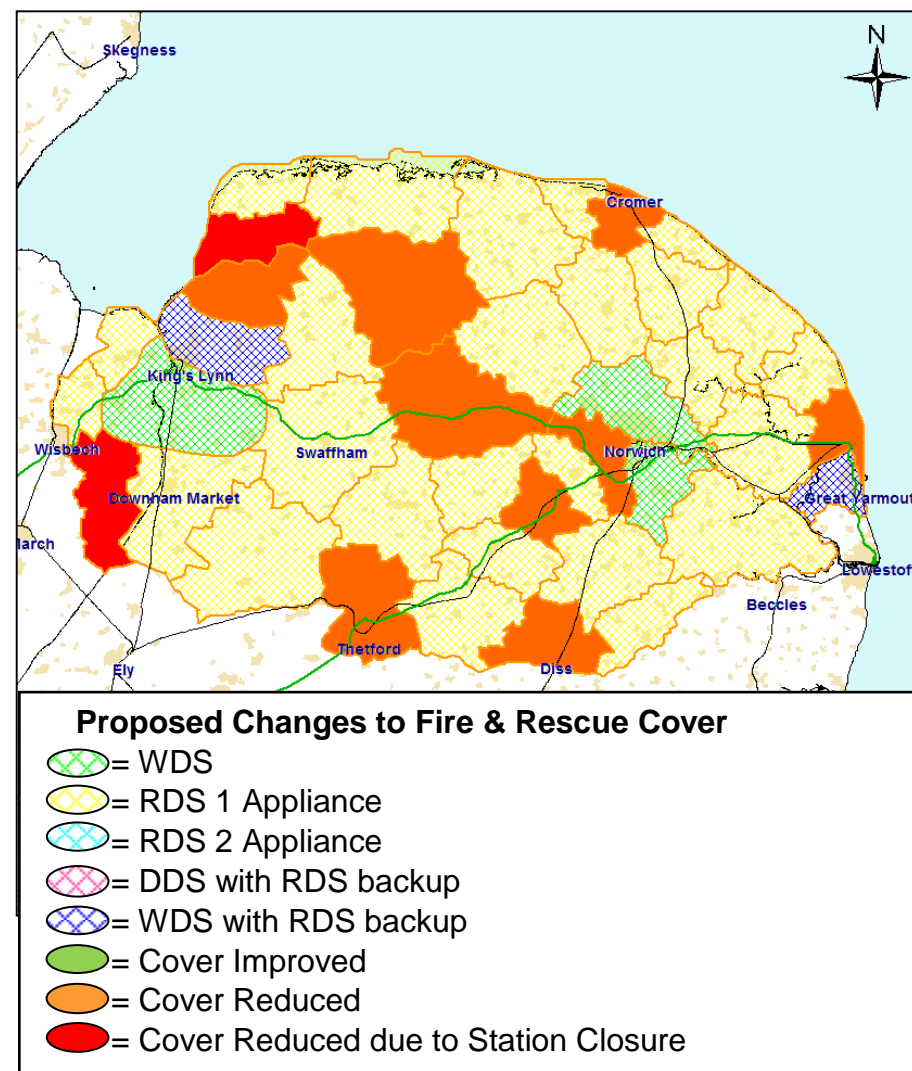 Skegness
N
Cromer
King's Lynn
Wisbech
Swaffham
Norwich
Downham Market
Great Yarmout
March
Lowestoft
Beccles
Thetford
Ely
Diss
Proposed Changes to Fire & Rescue Cover
= WDS
= RDS 1 Appliance
= RDS 2 Appliance
= DDS with RDS backup
= WDS with RDS backup
= Cover Improved
= Cover Reduced
= Cover Reduced due to Station Closure